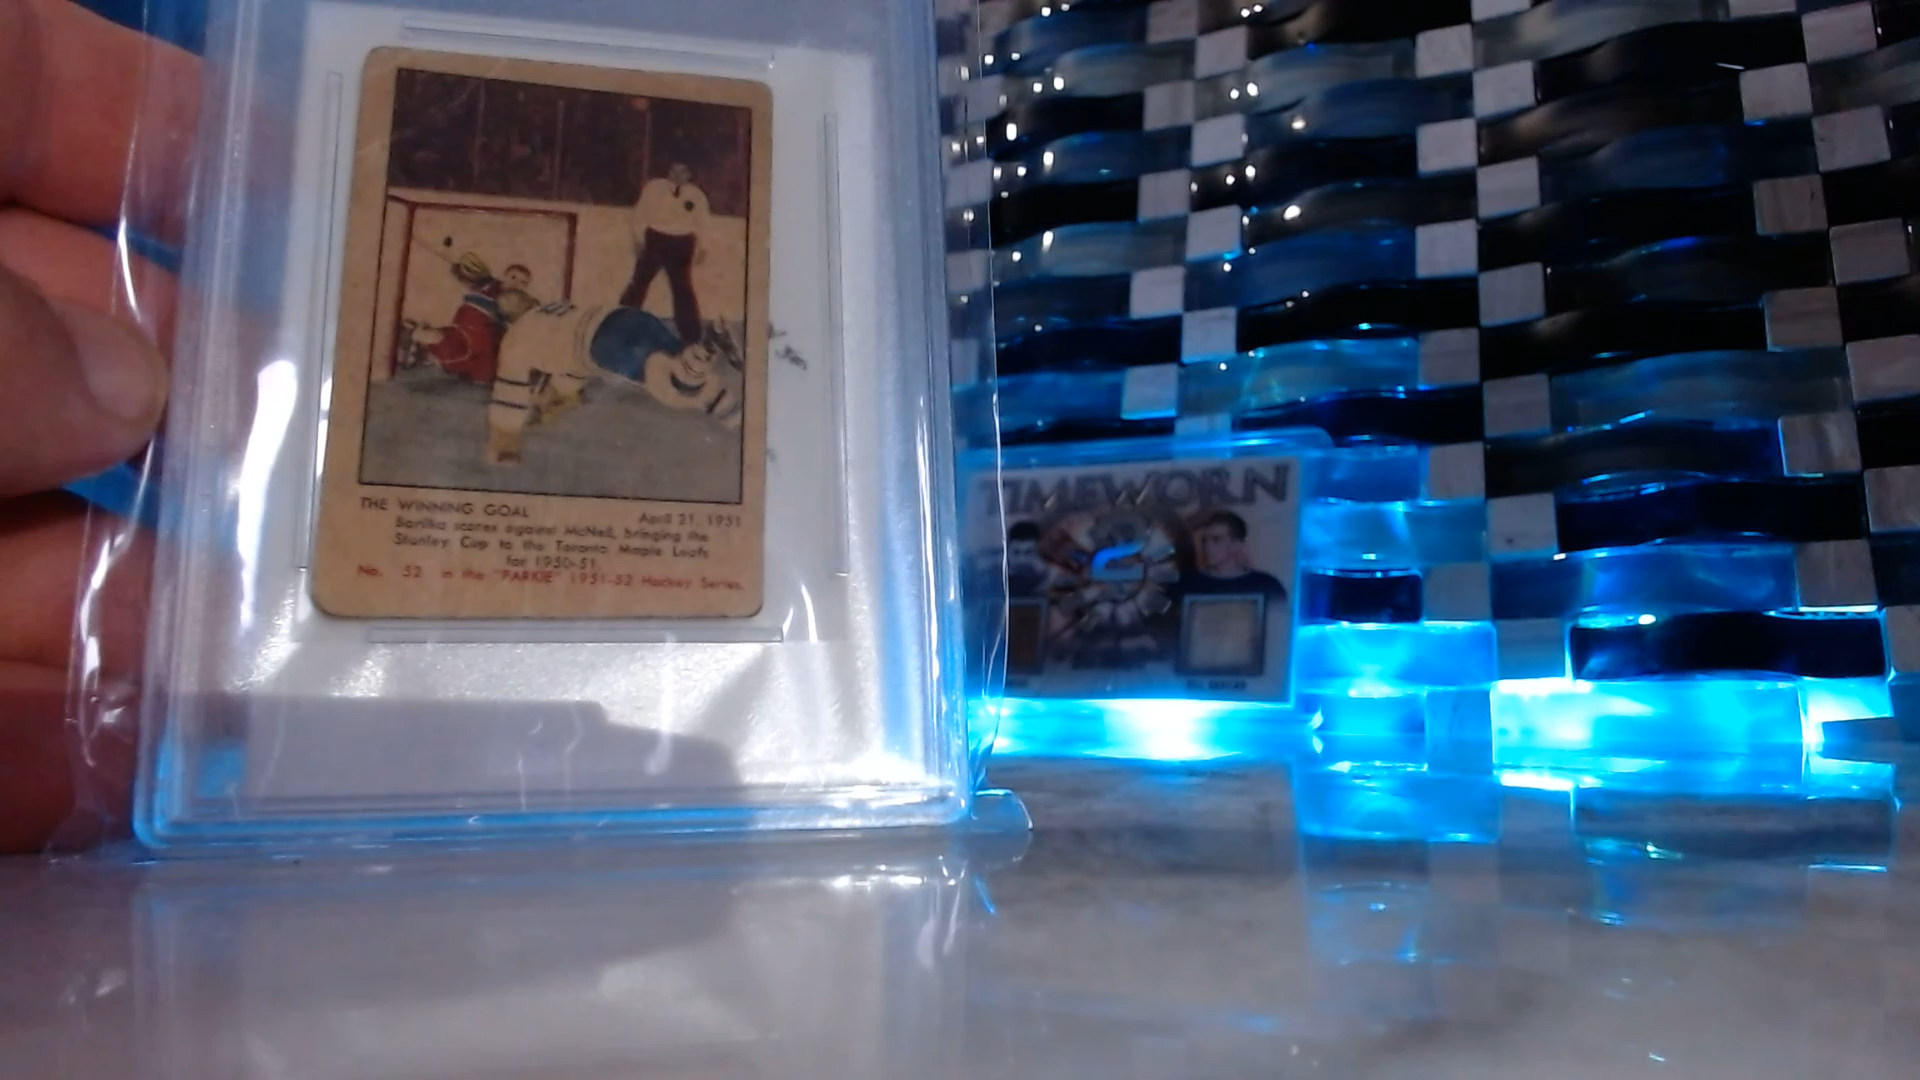 THE WINNING GOAL April 21, 1951
Barilko scores against McNeil, bringing the
Stanley Cup to the Toronto Maple Leafs
for 1950-51.
No. 52 in the "PARKIE" 1951-52 Hockey Series.
TIMEWORN